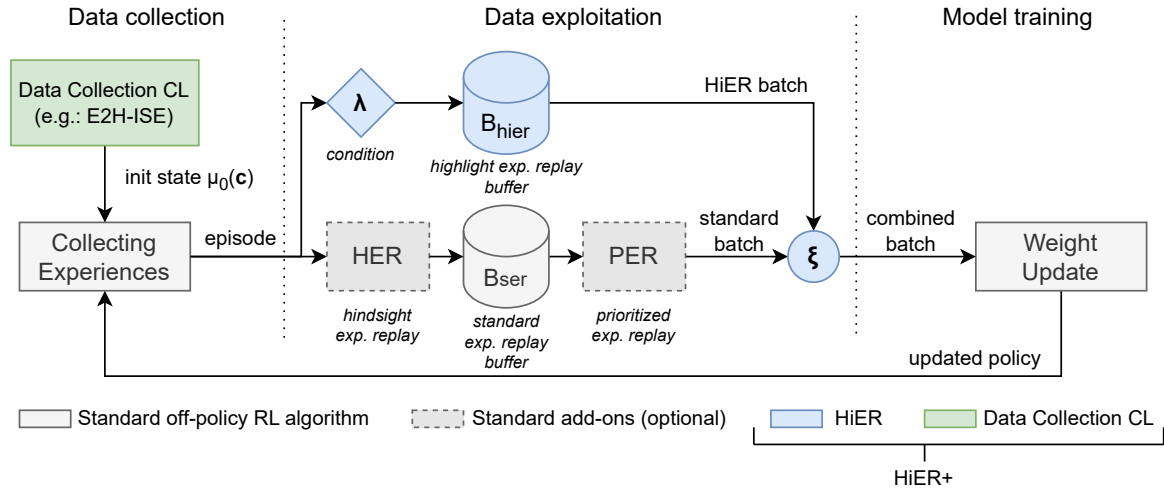 Data collection
Data exploitation
Model training
Data Collection CL
(e.g.: E2H-ISE)
λ
condition
Bhier
highlight exp. replay
buffer
HiER batch
init state μ0(c)
Collecting
Experiences
episode
HER
hindsight
exp. replay
Bser
standard
exp. replay
buffer
PER
prioritized
exp. replay
standard
batch
ξ
combined
batch
Weight
Update
updated policy
Standard off-policy RL algorithm
Standard add-ons (optional)
HiER
Data Collection CL
HiER+